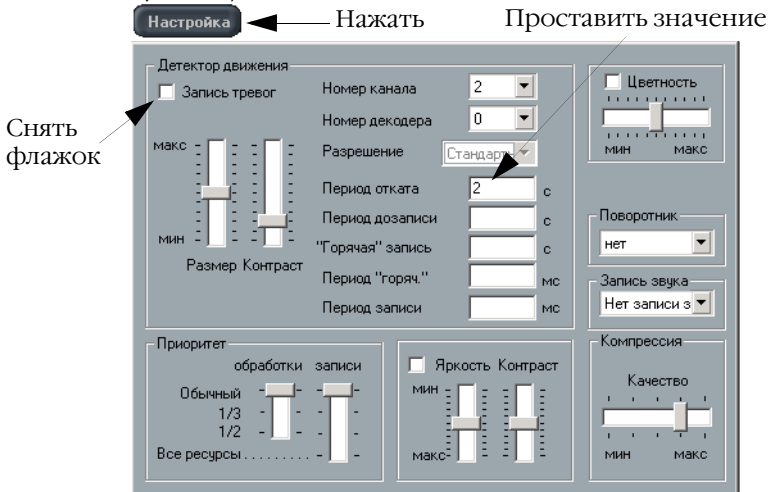 Настройка
Нажать
Проставить значение
Снять
флажок
Детектор движения
Запись тревог
макс
мин
Размер Контраст
Номер канала 2
Номер декодера 0
Разрешение Стандартн
Период отката 2 с
Период дозаписи с
"Горячая" запись с
Период "горяч." мс
Период записи мс
Цветность
мин макс
Поворотник
нет
Запись звука
Нет записи з
Приоритет
обработки записи
Обычный
1/3
1/2
Все ресурсы . . . . . . . . .
Яркость Контраст
мин
макс
Компрессия
Качество
мин макс